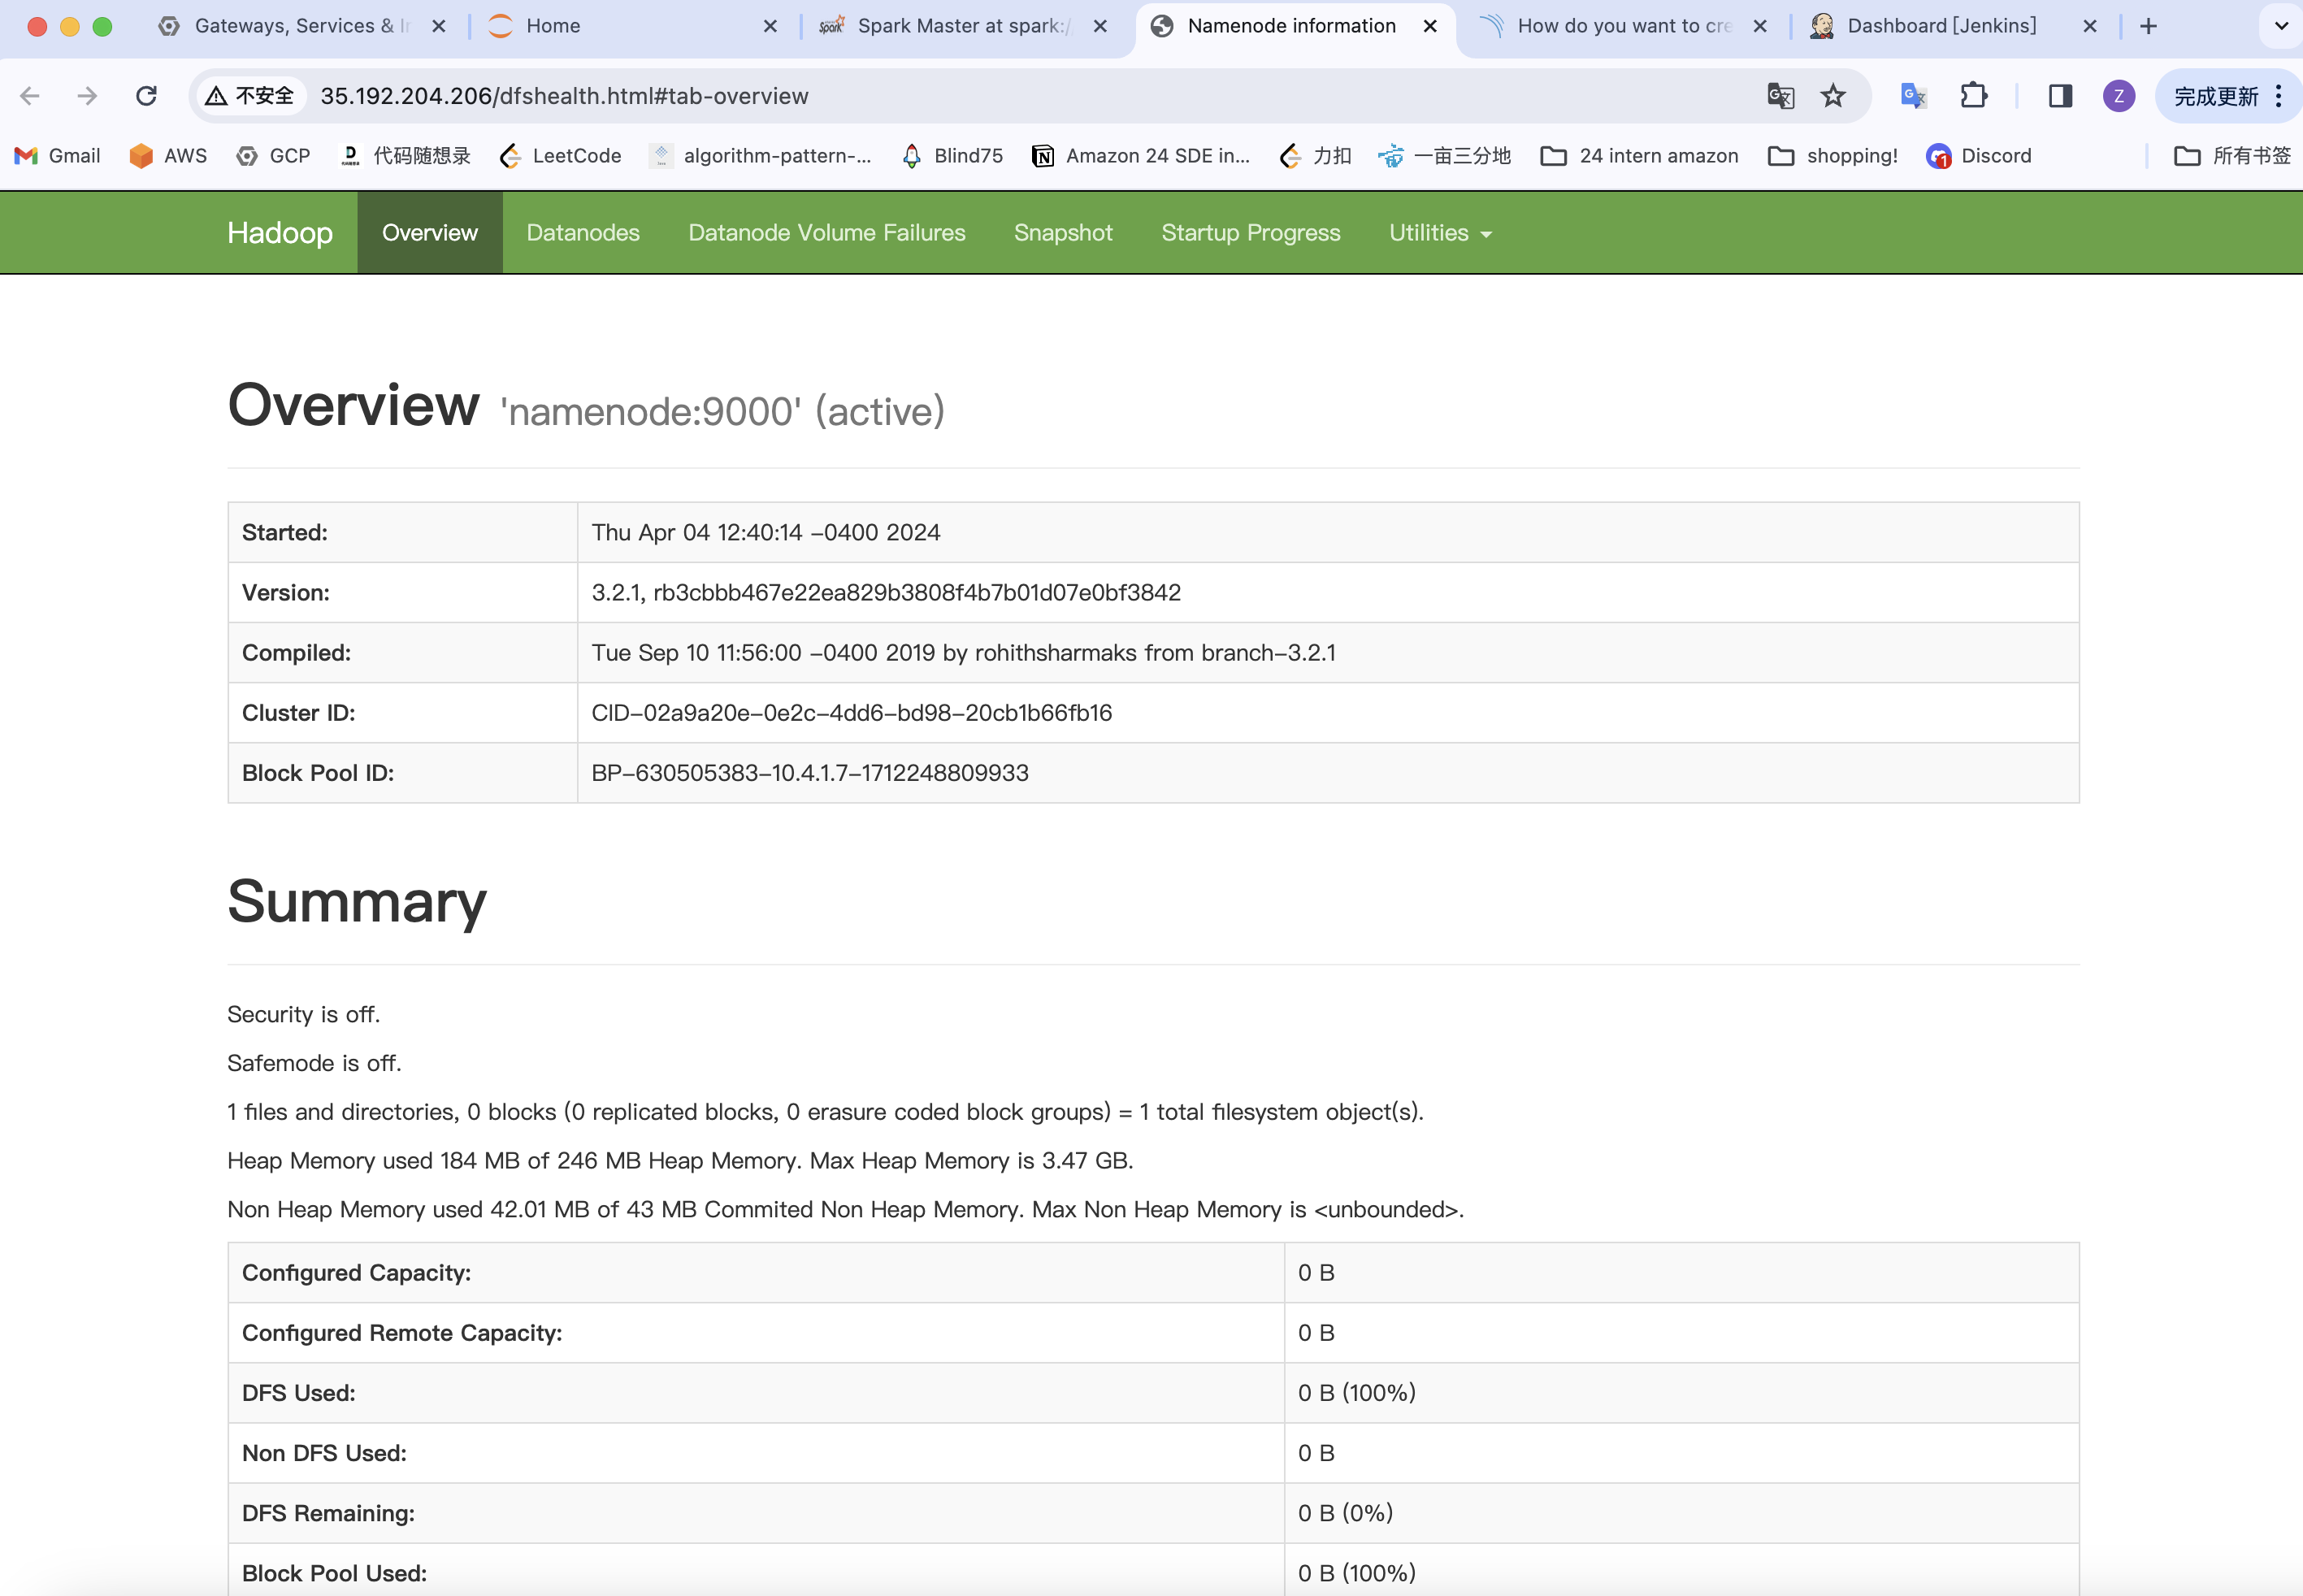 Gateways, Services & In
Home
Spark Master at spark:/
Namenode information
How do you want to cre
Dashboard [Jenkins]
不安全
35.192.204.206/dfshealth.html#tab-overview
Z
完成更新
Gmail
AWS
GCP
代码随想录
LeetCode
algorithm-pattern-...
Blind75
Amazon 24 SDE in...
力扣
一亩三分地
24 intern amazon
shopping!
Discord
所有书签
Hadoop
Overview
Datanodes
Datanode Volume Failures
Snapshot
Startup Progress
Utilities
Overview 'namenode:9000' (active)
Started: Thu Apr 04 12:40:14 -0400 2024
Version: 3.2.1, rb3cbbb467e22ea829b3808f4b7b01d07e0bf3842
Compiled: Tue Sep 10 11:56:00 -0400 2019 by rohithsharmaks from branch-3.2.1
Cluster ID: CID-02a9a20e-0e2c-4dd6-bd98-20cb1b66fb16
Block Pool ID: BP-630505383-10.4.1.7-1712248809933
Summary
Security is off.
Safemode is off.
1 files and directories, 0 blocks (0 replicated blocks, 0 erasure coded block groups) = 1 total filesystem object(s).
Heap Memory used 184 MB of 246 MB Heap Memory. Max Heap Memory is 3.47 GB.
Non Heap Memory used 42.01 MB of 43 MB Commited Non Heap Memory. Max Non Heap Memory is <unbounded>.
Configured Capacity: 0 B
Configured Remote Capacity: 0 B
DFS Used: 0 B (100%)
Non DFS Used: 0 B
DFS Remaining: 0 B (0%)
Block Pool Used: 0 B (100%)